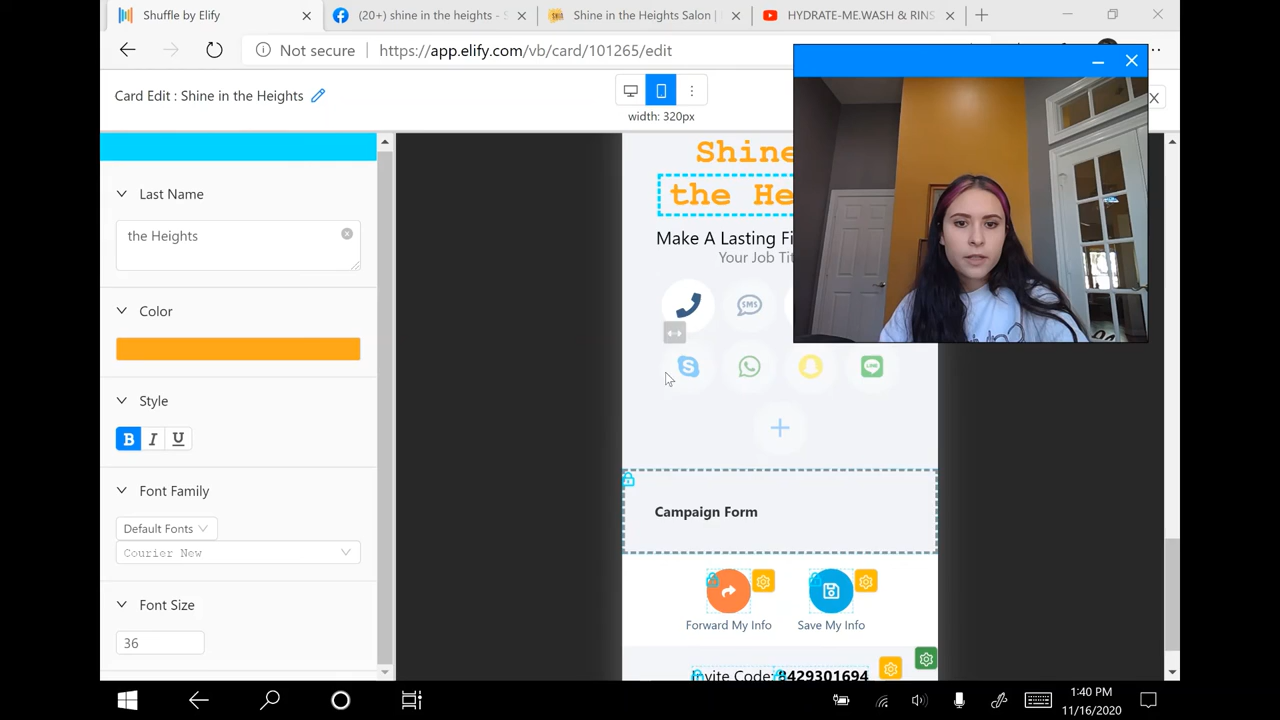 Shuffle by Elify
(20+) shine in the heights - S
Shine in the Heights Salon |
HYDRATE-ME.WASH & RINS
Not secure
https://app.elify.com/vb/card/101265/edit
Card Edit : Shine in the Heights
width: 320px
Last Name
the Heights
Color
Style
B I U
Font Family
Default Fonts
Courier New
Font Size
36
Shine
the He
Make A Lasting Fi
Your Job Tit
SMS
LINE
Campaign Form
Forward My Info
Save My Info
Invite Code: 8429301694
1:40 PM
11/16/2020